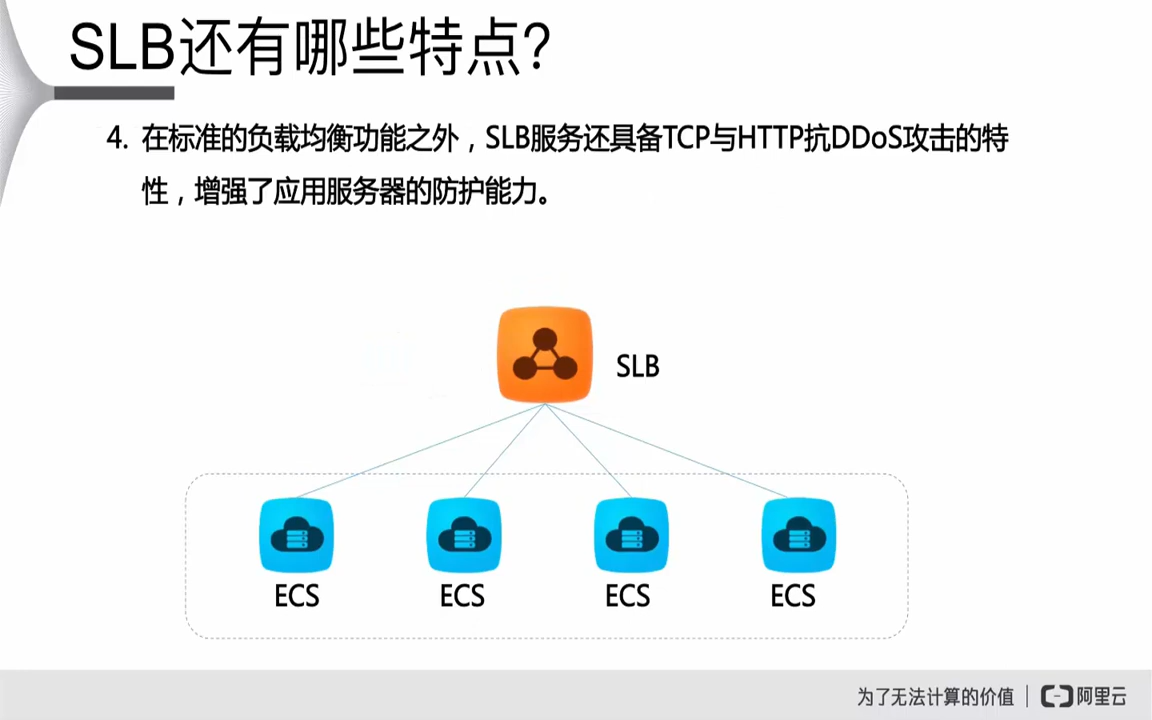 SLB还有哪些特点?
4. 在标准的负载均衡功能之外，SLB服务还具备TCP与HTTP抗DDoS攻击的特
性，增强了应用服务器的防护能力。
SLB
ECS ECS ECS ECS
为了无法计算的价值 | 阿里云